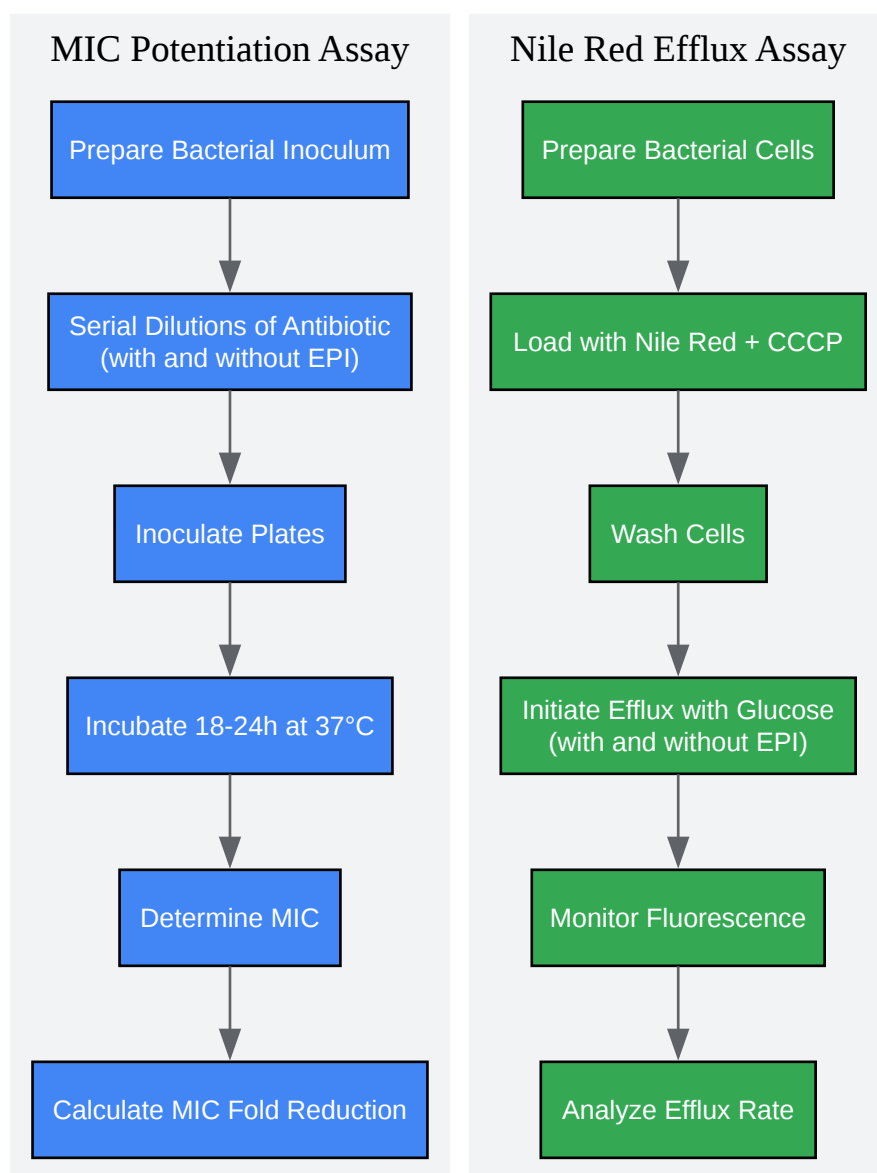 MIC Potentiation Assay
Prepare Bacterial Inoculum
Serial Dilutions of Antibiotic
(with and without EPI)
Inoculate Plates
Incubate 18-24h at 37°C
Determine MIC
Calculate MIC Fold Reduction
Nile Red Efflux Assay
Prepare Bacterial Cells
Load with Nile Red + CCCP
Wash Cells
Initiate Efflux with Glucose
(with and without EPI)
Monitor Fluorescence
Analyze Efflux Rate